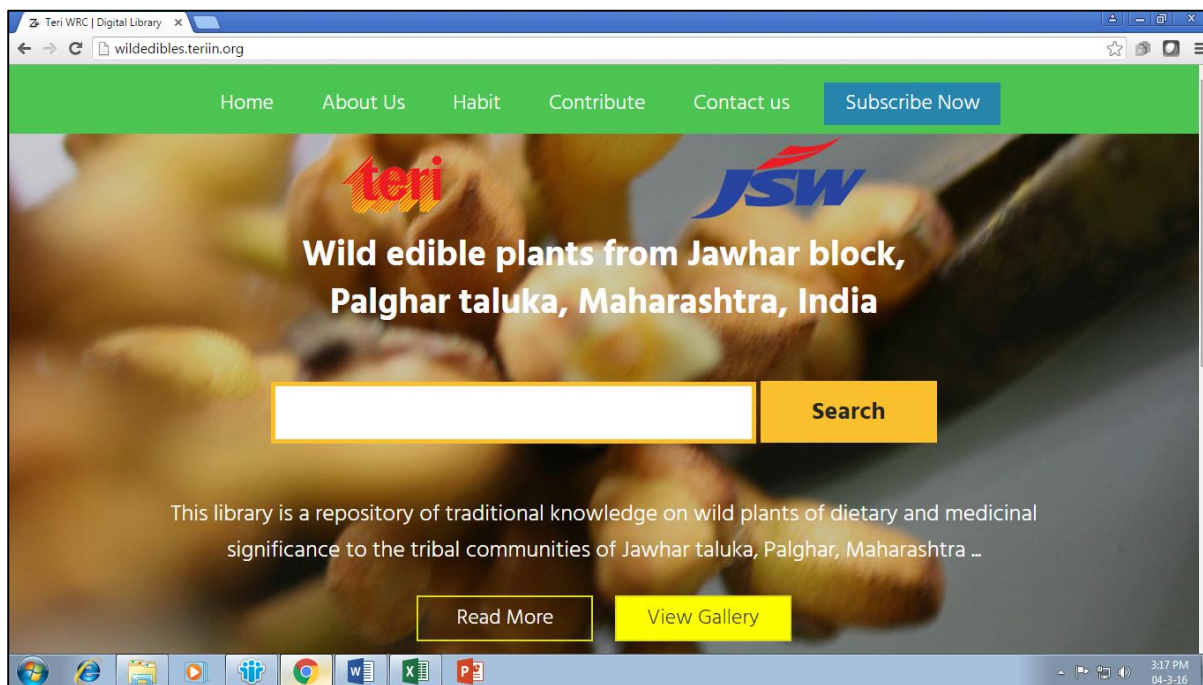 Teri WRC | Digital Library
wildedibles.teriin.org
Home About Us Habit Contribute Contact us Subscribe Now
teri JSW
Wild edible plants from Jawhar block,
Palghar taluka, Maharashtra, India
Search
This library is a repository of traditional knowledge on wild plants of dietary and medicinal
significance to the tribal communities of Jawhar taluka, Palghar, Maharashtra ...
Read More View Gallery
3:17 PM
04-3-16